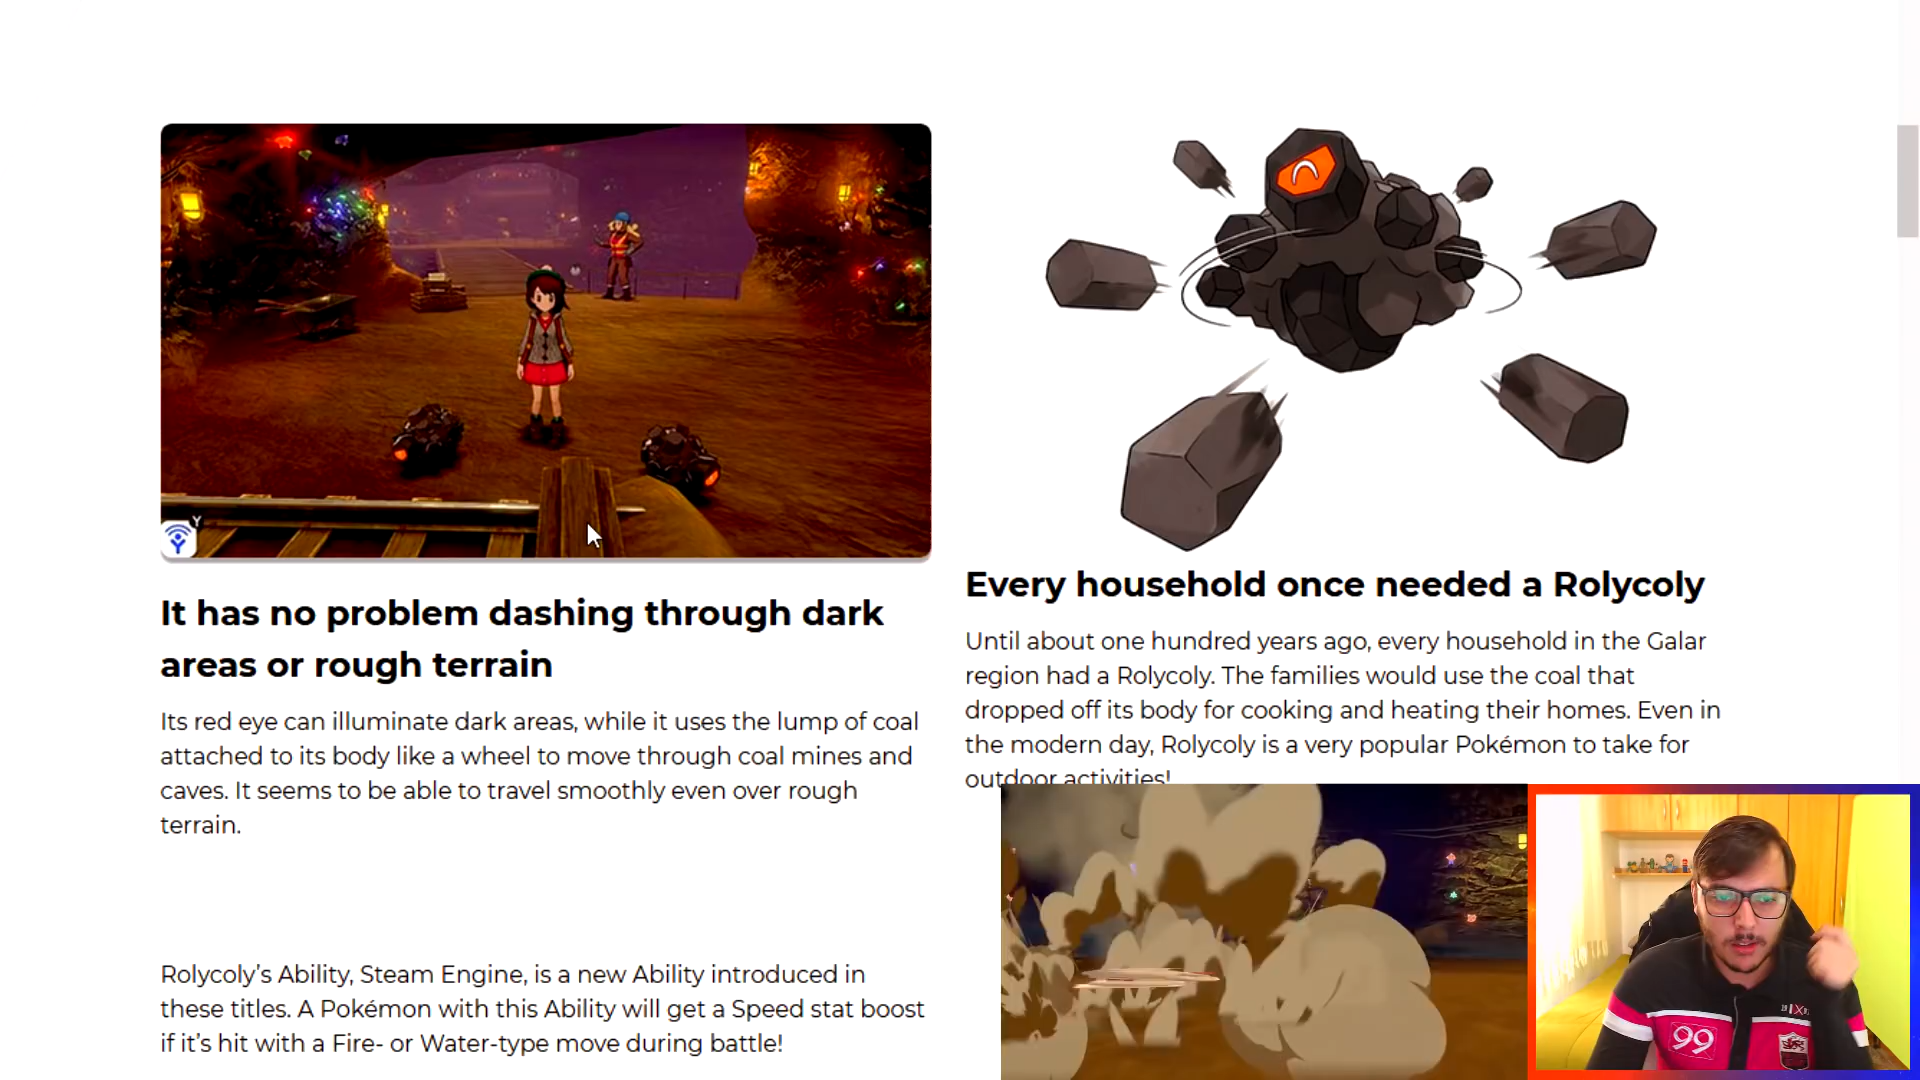 Y
It has no problem dashing through dark
areas or rough terrain
Its red eye can illuminate dark areas, while it uses the lump of coal
attached to its body like a wheel to move through coal mines and
caves. It seems to be able to travel smoothly even over rough
terrain.
Rolycoly’s Ability, Steam Engine, is a new Ability introduced in
these titles. A Pokémon with this Ability will get a Speed stat boost
if it’s hit with a Fire- or Water-type move during battle!
Every household once needed a Rolycoly
Until about one hundred years ago, every household in the Galar
region had a Rolycoly. The families would use the coal that
dropped off its body for cooking and heating their homes. Even in
the modern day, Rolycoly is a very popular Pokémon to take for
outdoor activities!
99